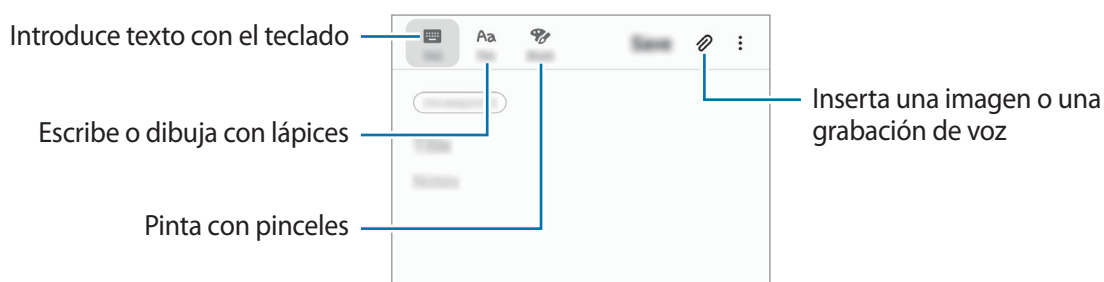 Introduce texto con el teclado
Aa
Escribe o dibuja con lápices
Pinta con pinceles
Inserta una imagen o una
grabación de voz